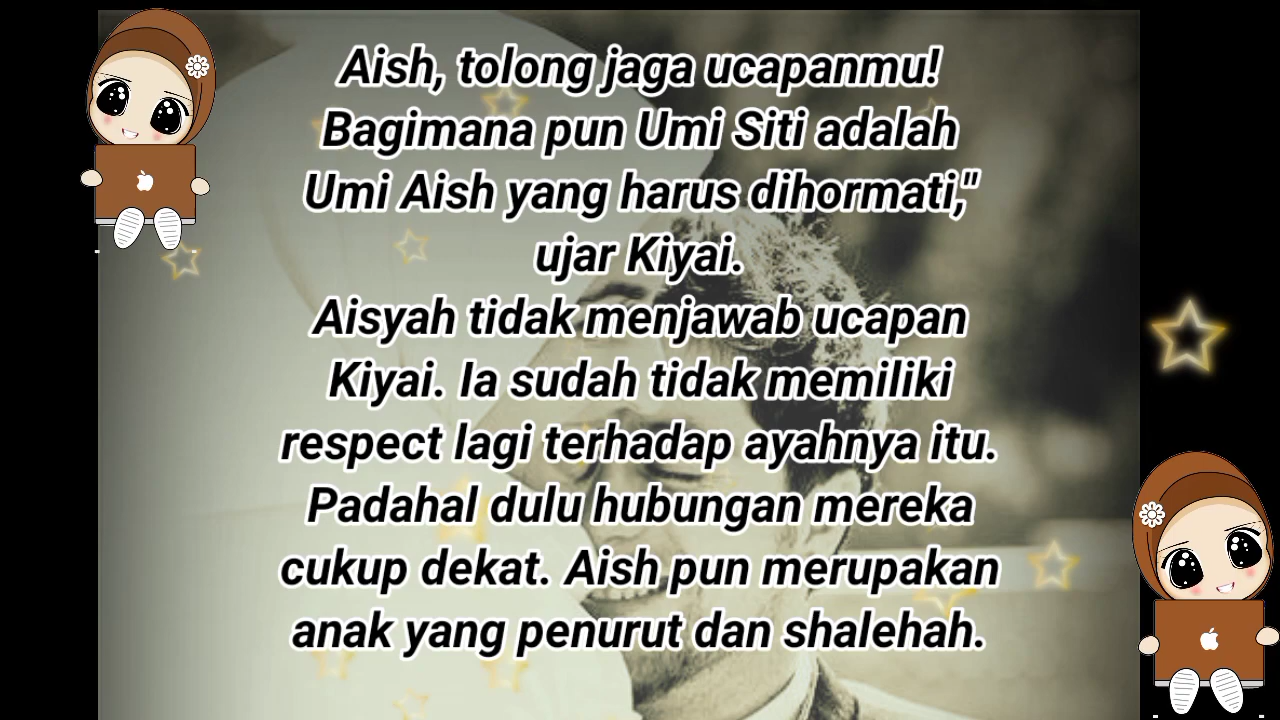 Aish, tolong jaga ucapanmu!
Bagimana pun Umi Siti adalah
Umi Aish yang harus dihormati,"
ujar Kiyai.
Aisyah tidak menjawab ucapan
Kiyai. Ia sudah tidak memiliki
respect lagi terhadap ayahnya itu.
Padahal dulu hubungan mereka
cukup dekat. Aish pun merupakan
anak yang penurut dan shalehah.